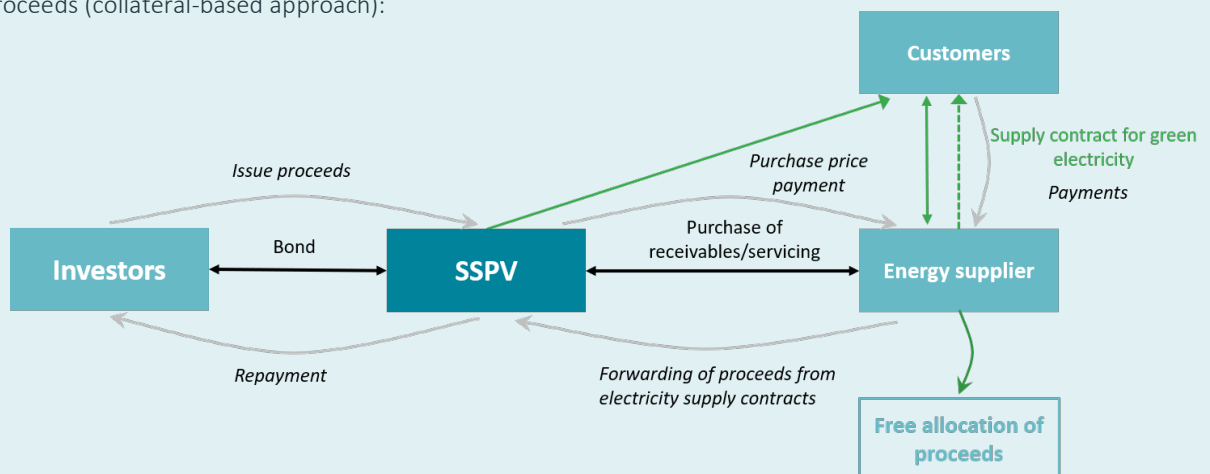 roceeds (collateral-based approach):
Customers
Supply contract for green
electricity
Payments
Issue proceeds
Purchase price
payment
Bond
Purchase of
receivables/servicing
Investors
SSPV
Energy supplier
Repayment
Forwarding of proceeds from
electricity supply contracts
Free allocation of
proceeds